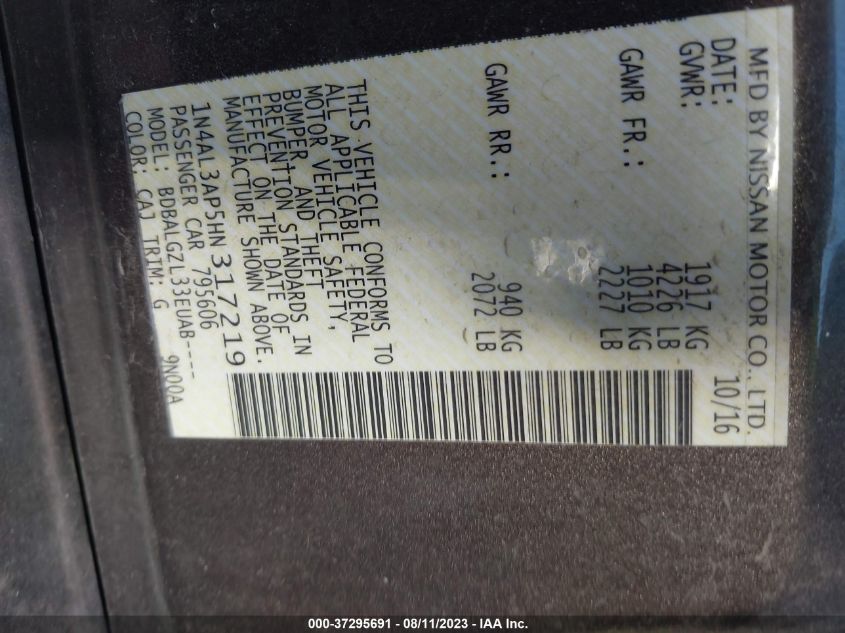 MFD BY NISSAN MOTOR CO., LTD.
DATE: 10/16
GVWR: 1917 KG
4226 LB
GAWR FR.: 1010 KG
2227 LB
GAWR RR.: 940 KG
2072 LB
THIS VEHICLE CONFORMS TO
ALL APPLICABLE FEDERAL
MOTOR VEHICLE SAFETY,
BUMPER, AND THEFT
PREVENTION STANDARDS IN
EFFECT ON THE DATE OF
MANUFACTURE SHOWN ABOVE.
1N4AL3AP5HN317219
PASSENGER CAR 795606
MODEL: BDBALGZL33EUAB----
COLOR: CAJ TRIM: G 9N00A
000-37295691 - 08/11/2023 - IAA Inc.